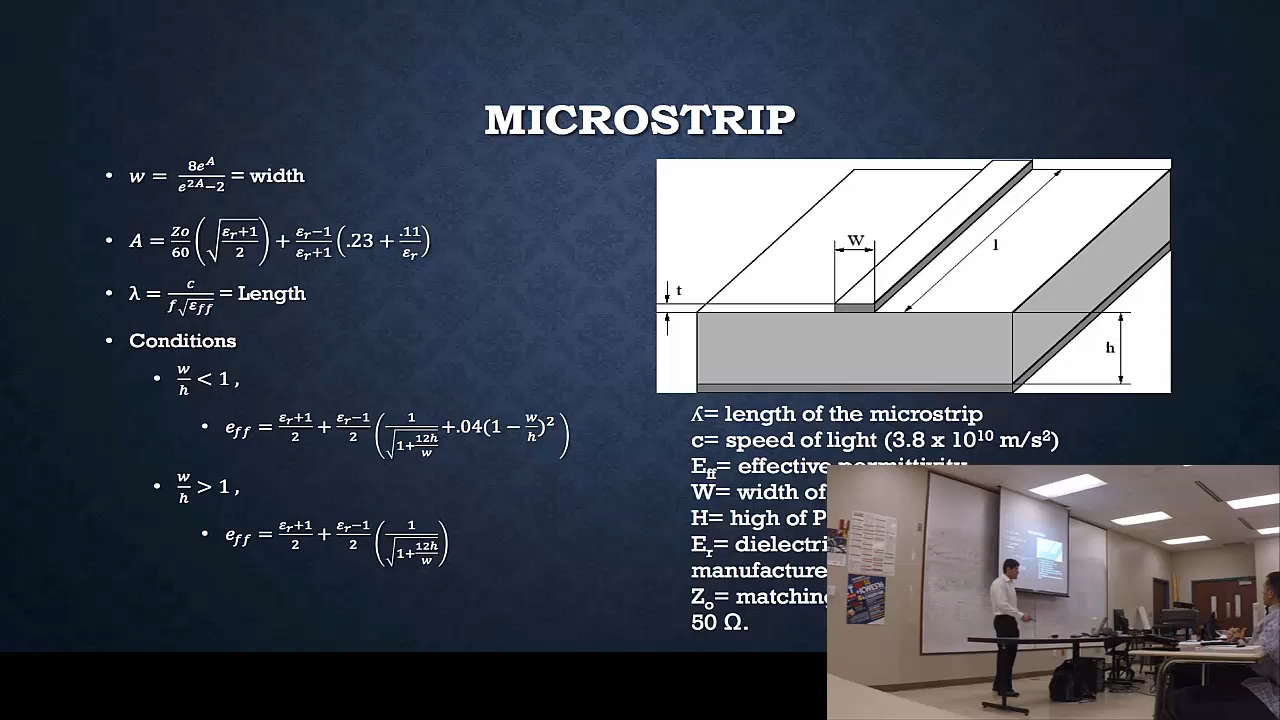 MICROSTRIP
• w = 8e^A / (e^(2A) − 2) = width
• A = Zo/60 (√((εr+1)/2)) + (εr−1)/(εr+1) (.23 + .11/εr)
• λ = c / (f√εff) = Length
• Conditions
• w/h < 1 ,
• eff = (εr+1)/2 + (εr−1)/2 (1/√(1+12h/w) +.04(1 − w/h)²)
• w/h > 1 ,
• eff = (εr+1)/2 + (εr−1)/2 (1/√(1+12h/w))
W
l
t
h
ʎ= length of the microstrip
c= speed of light (3.8 x 10¹⁰ m/s²)
Eff= effective permittivity
W= width of
H= high of P
Er= dielectri
manufacture
Zo= matching
50 Ω.